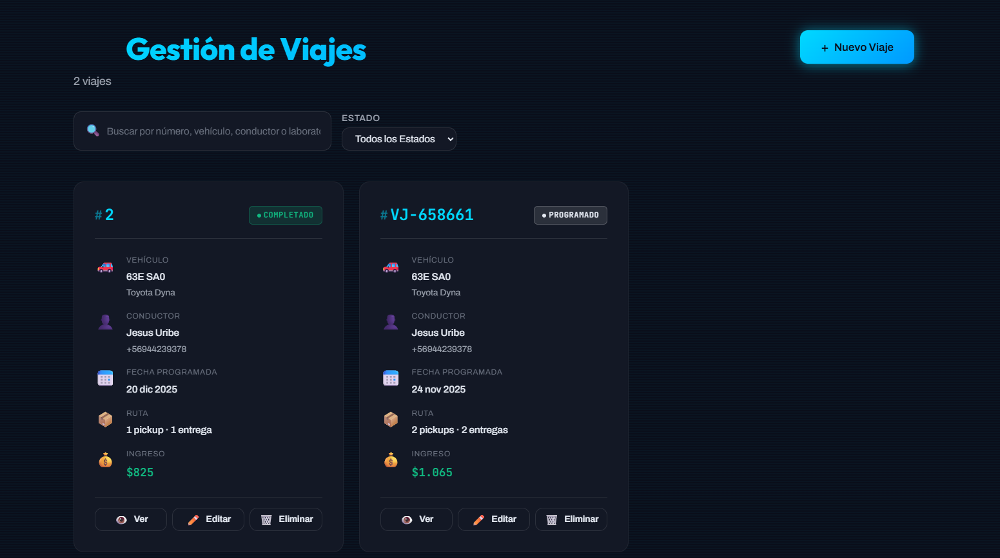 Gestión de Viajes
+ Nuevo Viaje
2 viajes
Buscar por número, vehículo, conductor o laborat
ESTADO
Todos los Estados
#2
COMPLETADO
VEHÍCULO
63E SA0
Toyota Dyna
CONDUCTOR
Jesus Uribe
+56944239378
FECHA PROGRAMADA
20 dic 2025
RUTA
1 pickup · 1 entrega
INGRESO
$825
Ver
Editar
Eliminar
#VJ-658661
PROGRAMADO
VEHÍCULO
63E SA0
Toyota Dyna
CONDUCTOR
Jesus Uribe
+56944239378
FECHA PROGRAMADA
24 nov 2025
RUTA
2 pickups · 2 entregas
INGRESO
$1.065
Ver
Editar
Eliminar